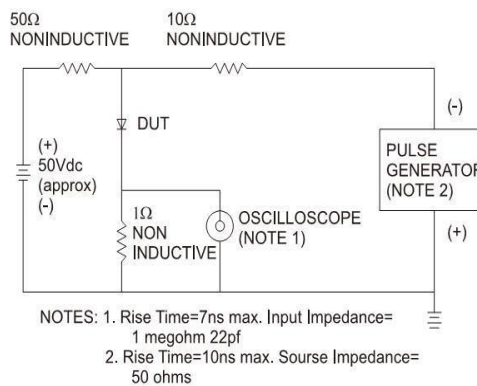 50Ω
NONINDUCTIVE
10Ω
NONINDUCTIVE
DUT
(+)
50Vdc
(approx)
(-)
1Ω
NON
INDUCTIVE
OSCILLOSCOPE
(NOTE 1)
(-)
PULSE
GENERATOR
(NOTE 2)
(+)
NOTES: 1. Rise Time=7ns max. Input Impedance=
1 megohm 22pf
2. Rise Time=10ns max. Sourse Impedance=
50 ohms